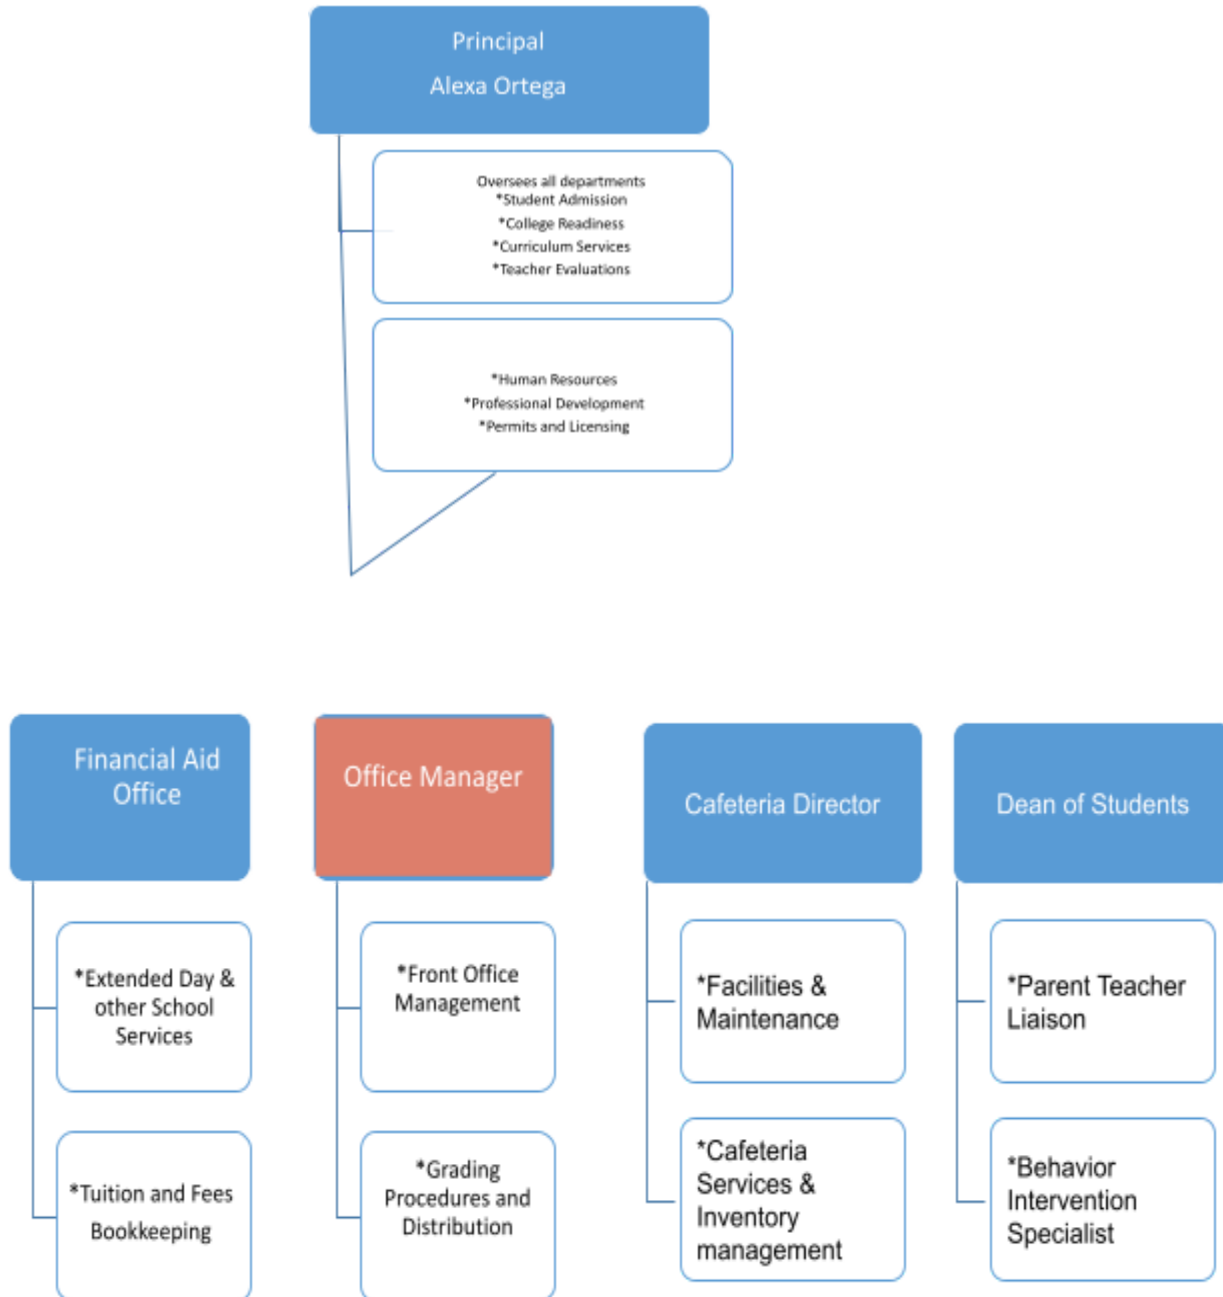 Principal
Alexa Ortega
Oversees all departments
*Student Admission
*College Readiness
*Curriculum Services
*Teacher Evaluations
*Human Resources
*Professional Development
*Permits and Licensing
Financial Aid
Office
*Extended Day &
other School
Services
*Tuition and Fees
Bookkeeping
Office Manager
*Front Office
Management
*Grading
Procedures and
Distribution
Cafeteria Director
*Facilities &
Maintenance
*Cafeteria
Services &
Inventory
management
Dean of Students
*Parent Teacher
Liaison
*Behavior
Intervention
Specialist